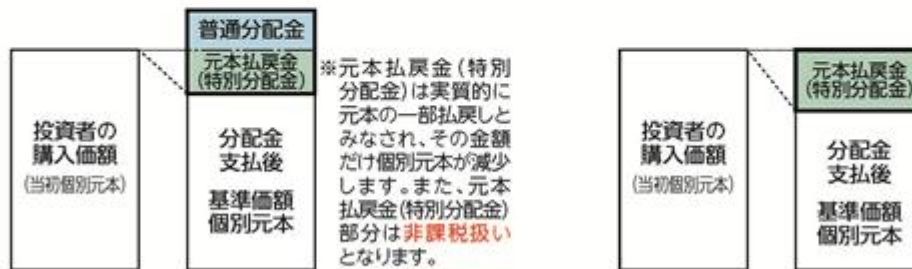 普通分配金
元本払戻金
(特別分配金)
投資者の
購入価額
(当初個別元本)
分配金
支払後
基準価額
個別元本
※元本払戻金(特別
分配金)は実質的に
元本の一部払戻しと
みなされ、その金額
だけ個別元本が減少
します。また、元本
払戻金(特別分配金)
部分は非課税扱い
となります。
元本払戻金
(特別分配金)
投資者の
購入価額
(当初個別元本)
分配金
支払後
基準価額
個別元本